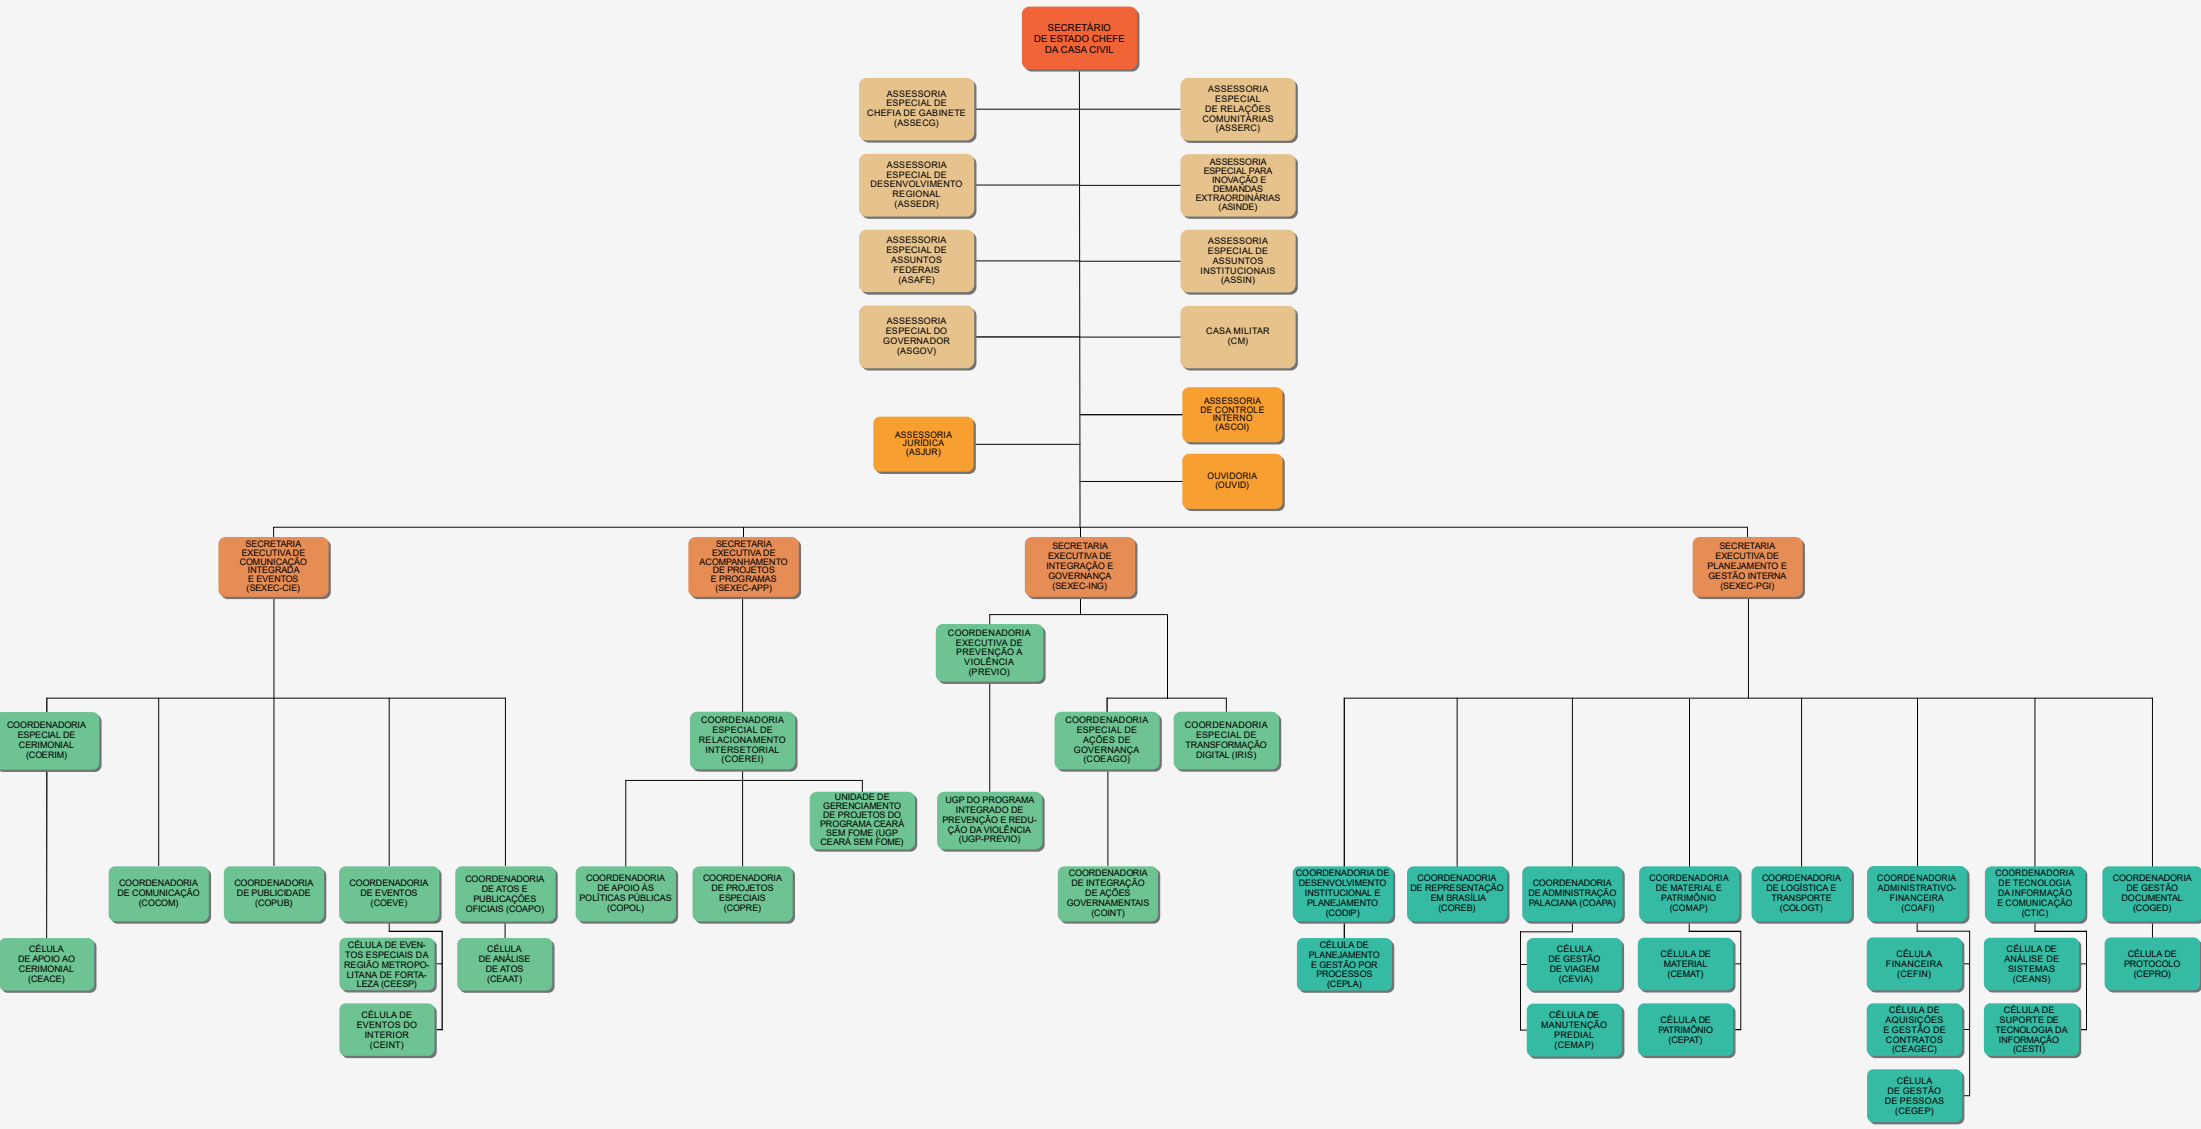 SECRETÁRIO
DE ESTADO CHEFE
DA CASA CIVIL
ASSESSORIA
ESPECIAL DE
CHEFIA DE GABINETE
(ASSECG)
ASSESSORIA
ESPECIAL
DE RELAÇÕES
COMUNITÁRIAS
(ASSERC)
ASSESSORIA
ESPECIAL DE
DESENVOLVIMENTO
REGIONAL
(ASSEDR)
ASSESSORIA
ESPECIAL PARA
INOVAÇÃO E
DEMANDAS
EXTRAORDINÁRIAS
(ASINDE)
ASSESSORIA
ESPECIAL DE
ASSUNTOS
FEDERAIS
(ASAFE)
ASSESSORIA
ESPECIAL DE
ASSUNTOS
INSTITUCIONAIS
(ASSIN)
ASSESSORIA
ESPECIAL DO
GOVERNADOR
(ASGOV)
CASA MILITAR
(CM)
ASSESSORIA
DE CONTROLE
INTERNO
(ASCOI)
ASSESSORIA
JURÍDICA
(ASJUR)
OUVIDORIA
(OUVID)
SECRETARIA
EXECUTIVA DE
COMUNICAÇÃO
INTEGRADA
E EVENTOS
(SEXEC-CIE)
SECRETARIA
EXECUTIVA DE
ACOMPANHAMENTO
DE PROJETOS
E PROGRAMAS
(SEXEC-APP)
SECRETARIA
EXECUTIVA DE
INTEGRAÇÃO E
GOVERNANÇA
(SEXEC-ING)
SECRETARIA
EXECUTIVA DE
PLANEJAMENTO E
GESTÃO INTERNA
(SEXEC-PGI)
COORDENADORIA
EXECUTIVA DE
PREVENÇÃO A
VIOLÊNCIA
(PREVIO)
COORDENADORIA
ESPECIAL DE
CERIMONIAL
(COERIM)
COORDENADORIA
ESPECIAL DE
RELACIONAMENTO
INTERSETORIAL
(COEREI)
COORDENADORIA
ESPECIAL DE
AÇÕES DE
GOVERNANÇA
(COEAGO)
COORDENADORIA
ESPECIAL DE
TRANSFORMAÇÃO
DIGITAL (IRIS)
UNIDADE DE
GERENCIAMENTO
DE PROJETOS DO
PROGRAMA CEARÁ
SEM FOME (UGP
CEARÁ SEM FOME)
UGP DO PROGRAMA
INTEGRADO DE
PREVENÇÃO E REDU-
ÇÃO DA VIOLÊNCIA
(UGP-PREVIO)
COORDENADORIA
DE COMUNICAÇÃO
(COCOM)
COORDENADORIA
DE PUBLICIDADE
(COPUB)
COORDENADORIA
DE EVENTOS
(COEVE)
COORDENADORIA
DE ATOS E
PUBLICAÇÕES
OFICIAIS (COAPO)
COORDENADORIA
DE APOIO ÀS
POLÍTICAS PÚBLICAS
(COPOL)
COORDENADORIA
DE PROJETOS
ESPECIAIS
(COPRE)
COORDENADORIA
DE INTEGRAÇÃO
DE AÇÕES
GOVERNAMENTAIS
(COINT)
COORDENADORIA DE
DESENVOLVIMENTO
INSTITUCIONAL E
PLANEJAMENTO
(CODIP)
COORDENADORIA
DE REPRESENTAÇÃO
EM BRASÍLIA
(COREB)
COORDENADORIA
DE ADMINISTRAÇÃO
PALACIANA (COAPA)
COORDENADORIA
DE MATERIAL E
PATRIMÔNIO
(COMAP)
COORDENADORIA
DE LOGÍSTICA E
TRANSPORTE
(COLOGT)
COORDENADORIA
ADMINISTRATIVO-
FINANCEIRA
(COAFI)
COORDENADORIA
DE TECNOLOGIA
DA INFORMAÇÃO
E COMUNICAÇÃO
(CTIC)
COORDENADORIA
DE GESTÃO
DOCUMENTAL
(COGED)
CÉLULA
DE APOIO AO
CERIMONIAL
(CEACE)
CÉLULA DE EVEN-
TOS ESPECIAIS DA
REGIÃO METROPO-
LITANA DE FORTA-
LEZA (CEESP)
CÉLULA
DE ANÁLISE
DE ATOS
(CEAAT)
CÉLULA DE
PLANEJAMENTO
E GESTÃO POR
PROCESSOS
(CEPLA)
CÉLULA
DE GESTÃO
DE VIAGEM
(CEVIA)
CÉLULA DE
MATERIAL
(CEMAT)
CÉLULA
FINANCEIRA
(CEFIN)
CÉLULA DE
ANÁLISE DE
SISTEMAS
(CEANS)
CÉLULA DE
PROTOCOLO
(CEPRO)
CÉLULA DE
EVENTOS DO
INTERIOR
(CEINT)
CÉLULA DE
MANUTENÇÃO
PREDIAL
(CEMAP)
CÉLULA DE
PATRIMÔNIO
(CEPAT)
CÉLULA DE
AQUISIÇÕES
E GESTÃO DE
CONTRATOS
(CEAGEC)
CÉLULA DE
SUPORTE DE
TECNOLOGIA DA
INFORMAÇÃO
(CESTI)
CÉLULA
DE GESTÃO
DE PESSOAS
(CEGEP)